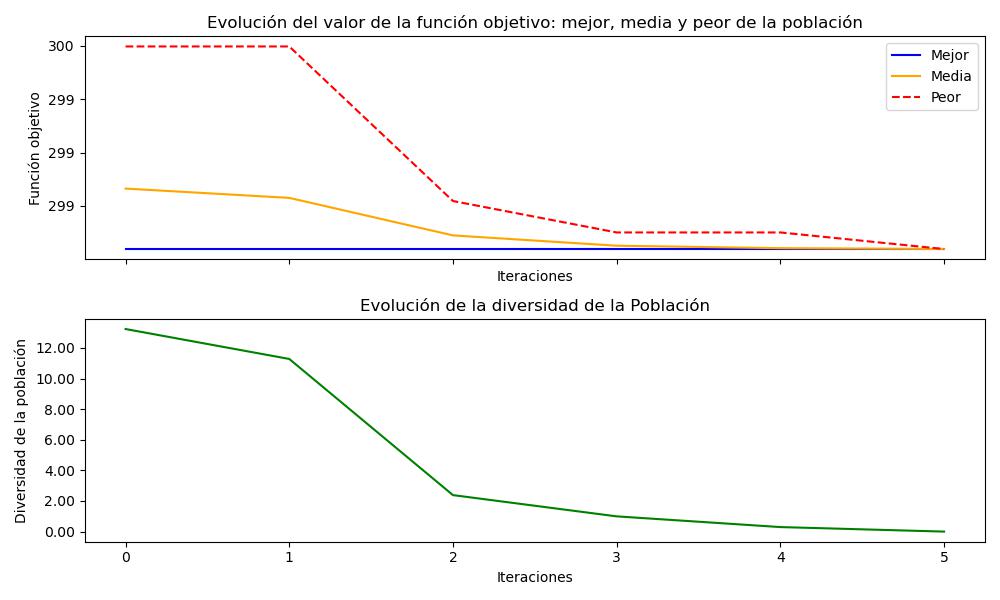 Evolución del valor de la función objetivo: mejor, media y peor de la población
Función objetivo
300
299
299
299
Mejor
Media
Peor
Iteraciones
Evolución de la diversidad de la Población
Diversidad de la población
12.00
10.00
8.00
6.00
4.00
2.00
0.00
0 1 2 3 4 5
Iteraciones